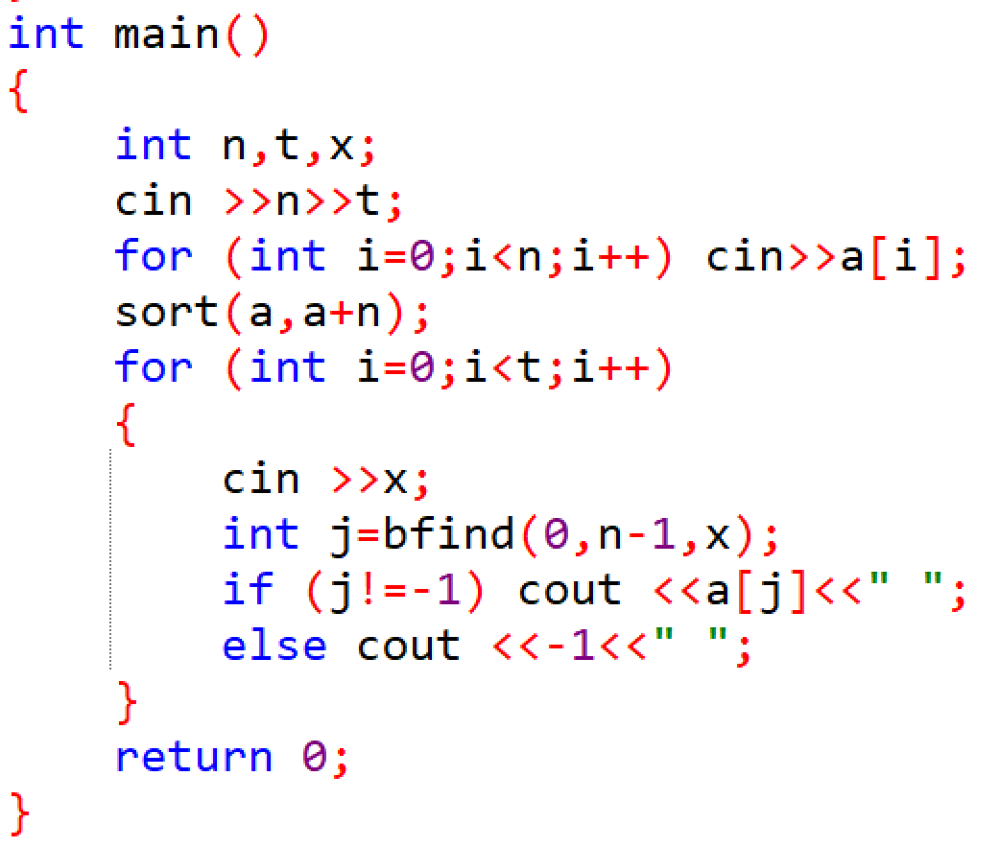 int main()
{
    int n,t,x;
    cin >>n>>t;
    for (int i=0;i<n;i++) cin>>a[i];
    sort(a,a+n);
    for (int i=0;i<t;i++)
    {
        cin >>x;
        int j=bfind(0,n-1,x);
        if (j!=-1) cout <<a[j]<<" ";
        else cout <<-1<<" ";
    }
    return 0;
}